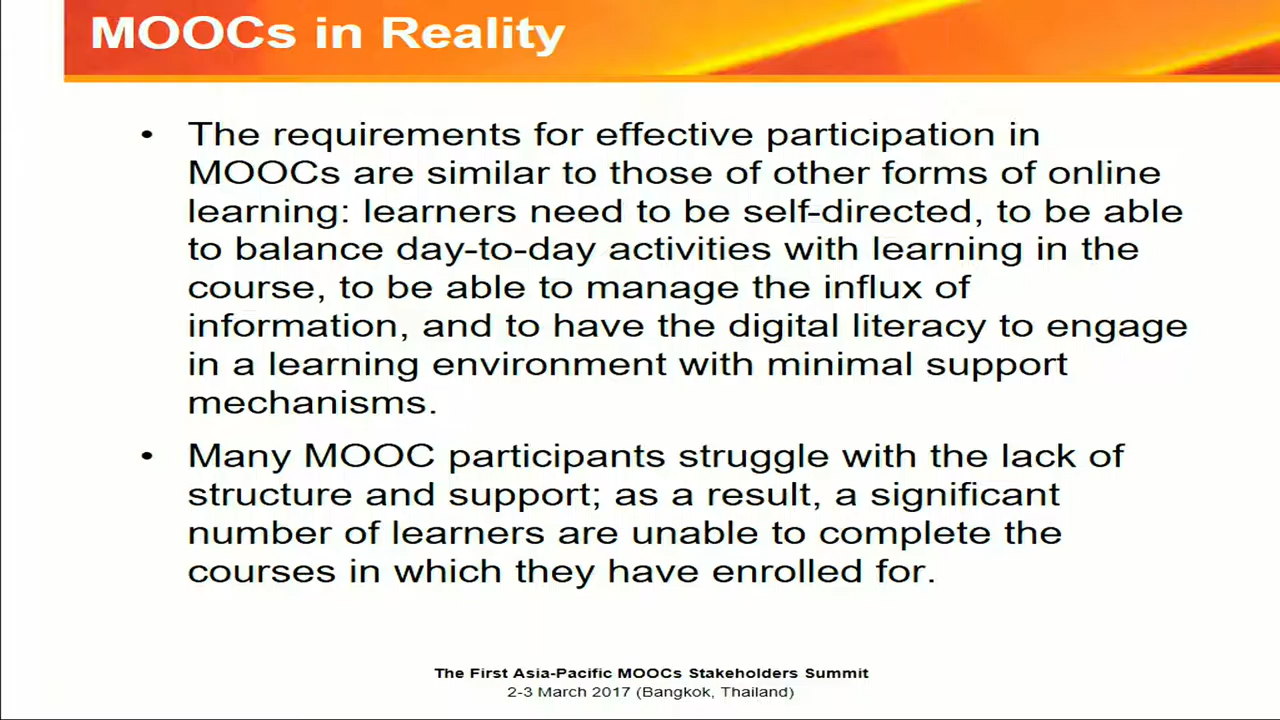 MOOCs in Reality
• The requirements for effective participation in
MOOCs are similar to those of other forms of online
learning: learners need to be self-directed, to be able
to balance day-to-day activities with learning in the
course, to be able to manage the influx of
information, and to have the digital literacy to engage
in a learning environment with minimal support
mechanisms.
• Many MOOC participants struggle with the lack of
structure and support; as a result, a significant
number of learners are unable to complete the
courses in which they have enrolled for.
The First Asia-Pacific MOOCs Stakeholders Summit
2-3 March 2017 (Bangkok, Thailand)